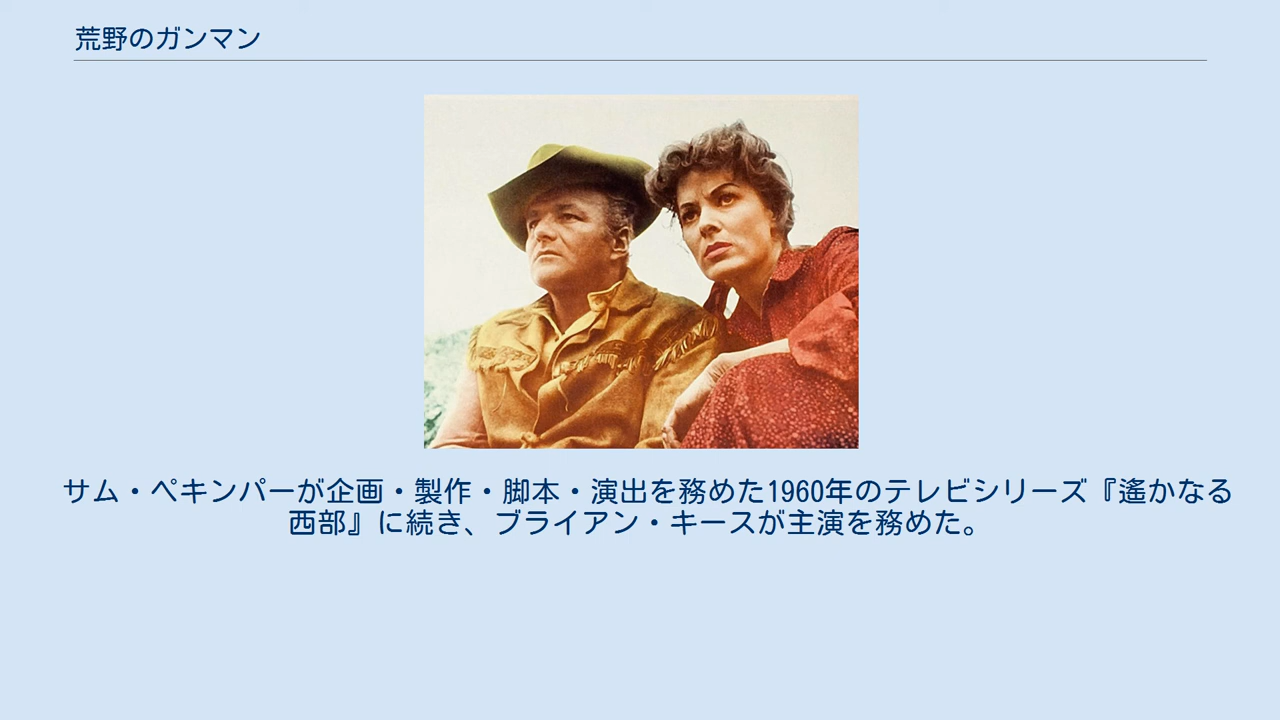 荒野のガンマン
サム・ペキンパーが企画・製作・脚本・演出を務めた1960年のテレビシリーズ『遙かなる
西部』に続き、ブライアン・キースが主演を務めた。